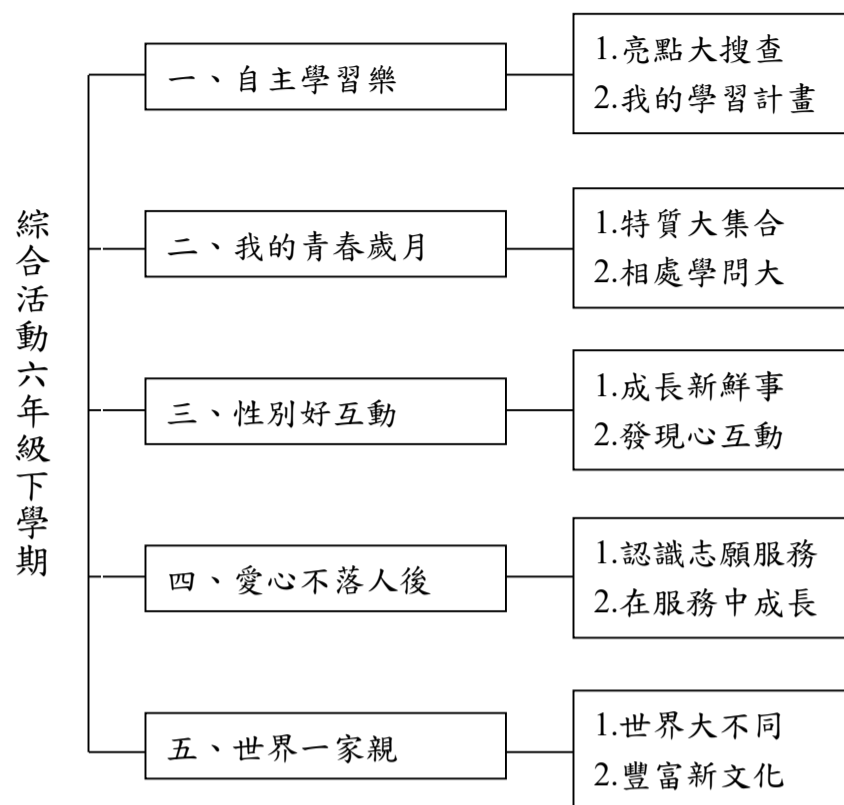 綜合活動六年級下學期
一、自主學習樂
1.亮點大搜查
2.我的學習計畫
二、我的青春歲月
1.特質大集合
2.相處學問大
三、性別好互動
1.成長新鮮事
2.發現心互動
四、愛心不落人後
1.認識志願服務
2.在服務中成長
五、世界一家親
1.世界大不同
2.豐富新文化